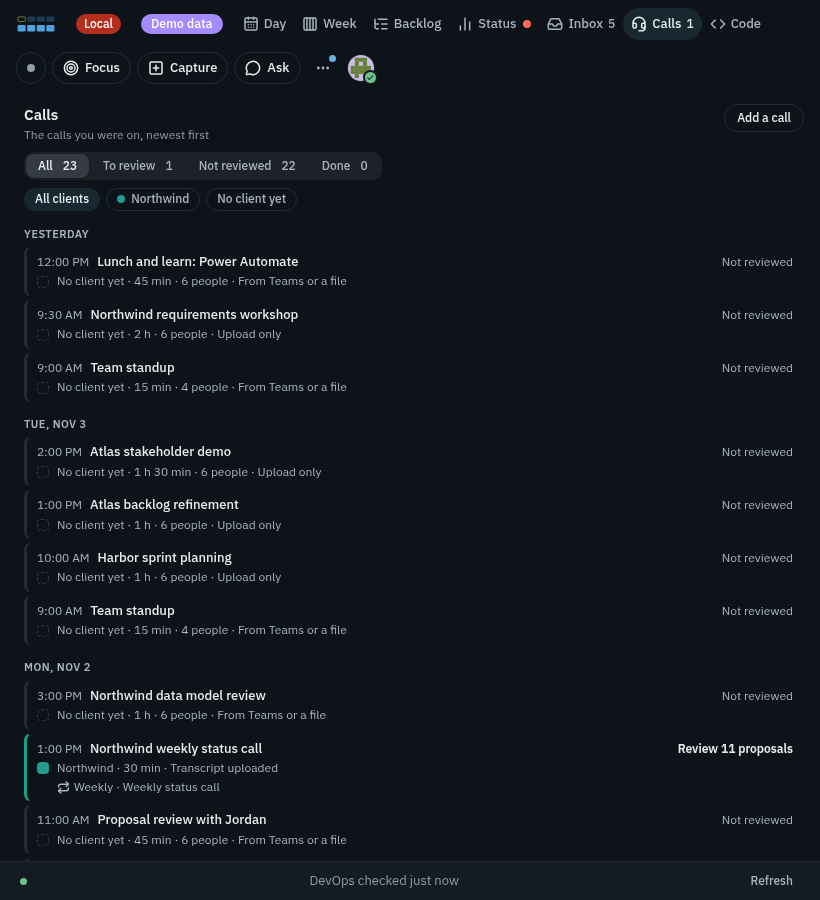 Local Demo data Day Week Backlog Status Inbox 5 Calls 1 Code
Focus Capture Ask
Calls
Add a call
The calls you were on, newest first
All 23 To review 1 Not reviewed 22 Done 0
All clients Northwind No client yet
YESTERDAY
12:00 PM Lunch and learn: Power Automate Not reviewed
No client yet · 45 min · 6 people · From Teams or a file
9:30 AM Northwind requirements workshop Not reviewed
No client yet · 2 h · 6 people · Upload only
9:00 AM Team standup Not reviewed
No client yet · 15 min · 4 people · From Teams or a file
TUE, NOV 3
2:00 PM Atlas stakeholder demo Not reviewed
No client yet · 1 h 30 min · 6 people · Upload only
1:00 PM Atlas backlog refinement Not reviewed
No client yet · 1 h · 6 people · Upload only
10:00 AM Harbor sprint planning Not reviewed
No client yet · 1 h · 6 people · Upload only
9:00 AM Team standup Not reviewed
No client yet · 15 min · 4 people · From Teams or a file
MON, NOV 2
3:00 PM Northwind data model review Not reviewed
No client yet · 1 h · 6 people · From Teams or a file
1:00 PM Northwind weekly status call Review 11 proposals
Northwind · 30 min · Transcript uploaded
Weekly · Weekly status call
11:00 AM Proposal review with Jordan Not reviewed
No client yet · 45 min · 6 people · From Teams or a file
DevOps checked just now Refresh